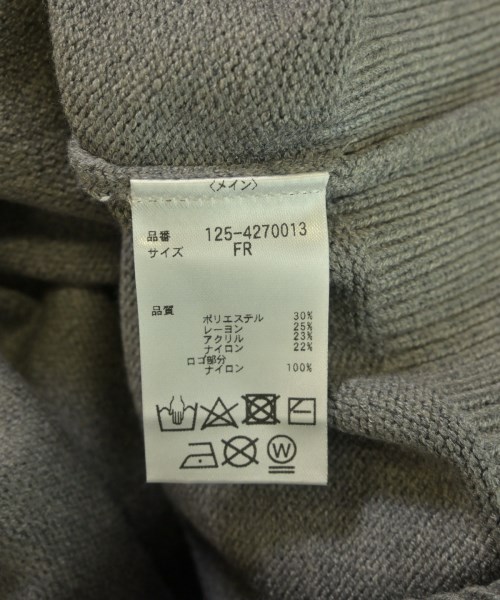 〈メイン〉
品番 125-4270013
サイズ FR
品質
ポリエステル 30%
レーヨン 25%
アクリル 23%
ナイロン 22%
ロゴ部分
ナイロン 100%
W